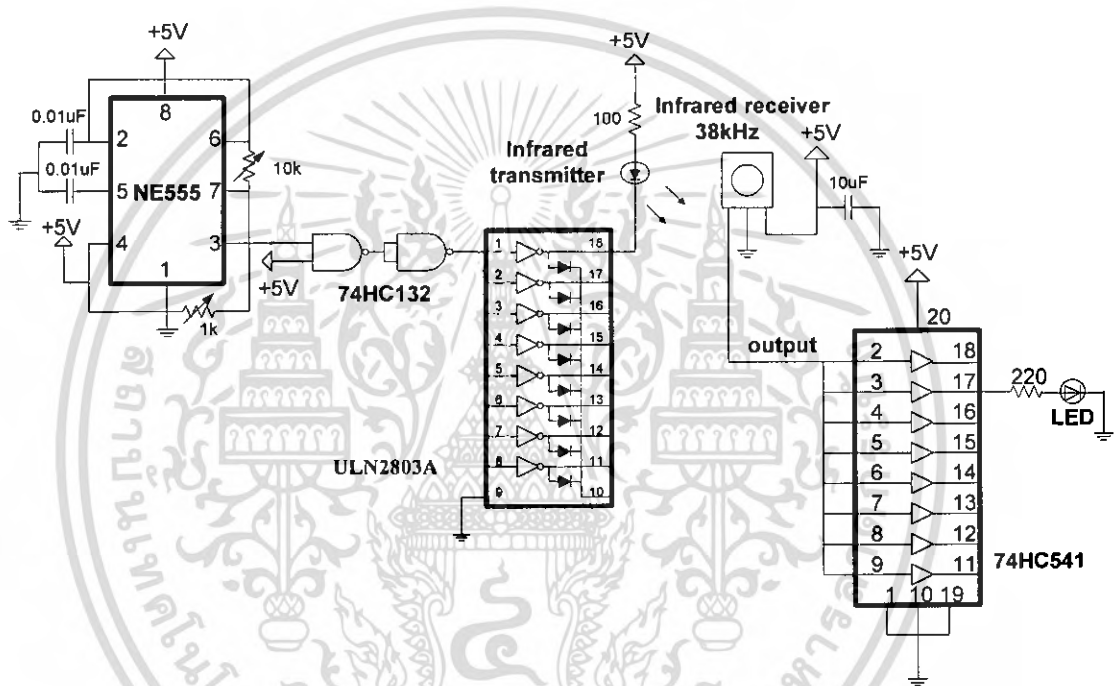 +5V
0.01uF
0.01uF
8
2
6
10k
5
NE555
7
+5V
4
3
1
1k
+5V
74HC132
+5V
100
Infrared
transmitter
Infrared receiver
38kHz
+5V
10uF
1
18
2
17
3
16
4
15
5
14
6
13
7
12
8
11
9
10
ULN2803A
output
+5V
20
2
18
3
17
4
16
5
15
6
14
7
13
8
12
9
11
1
10
19
74HC541
220
LED